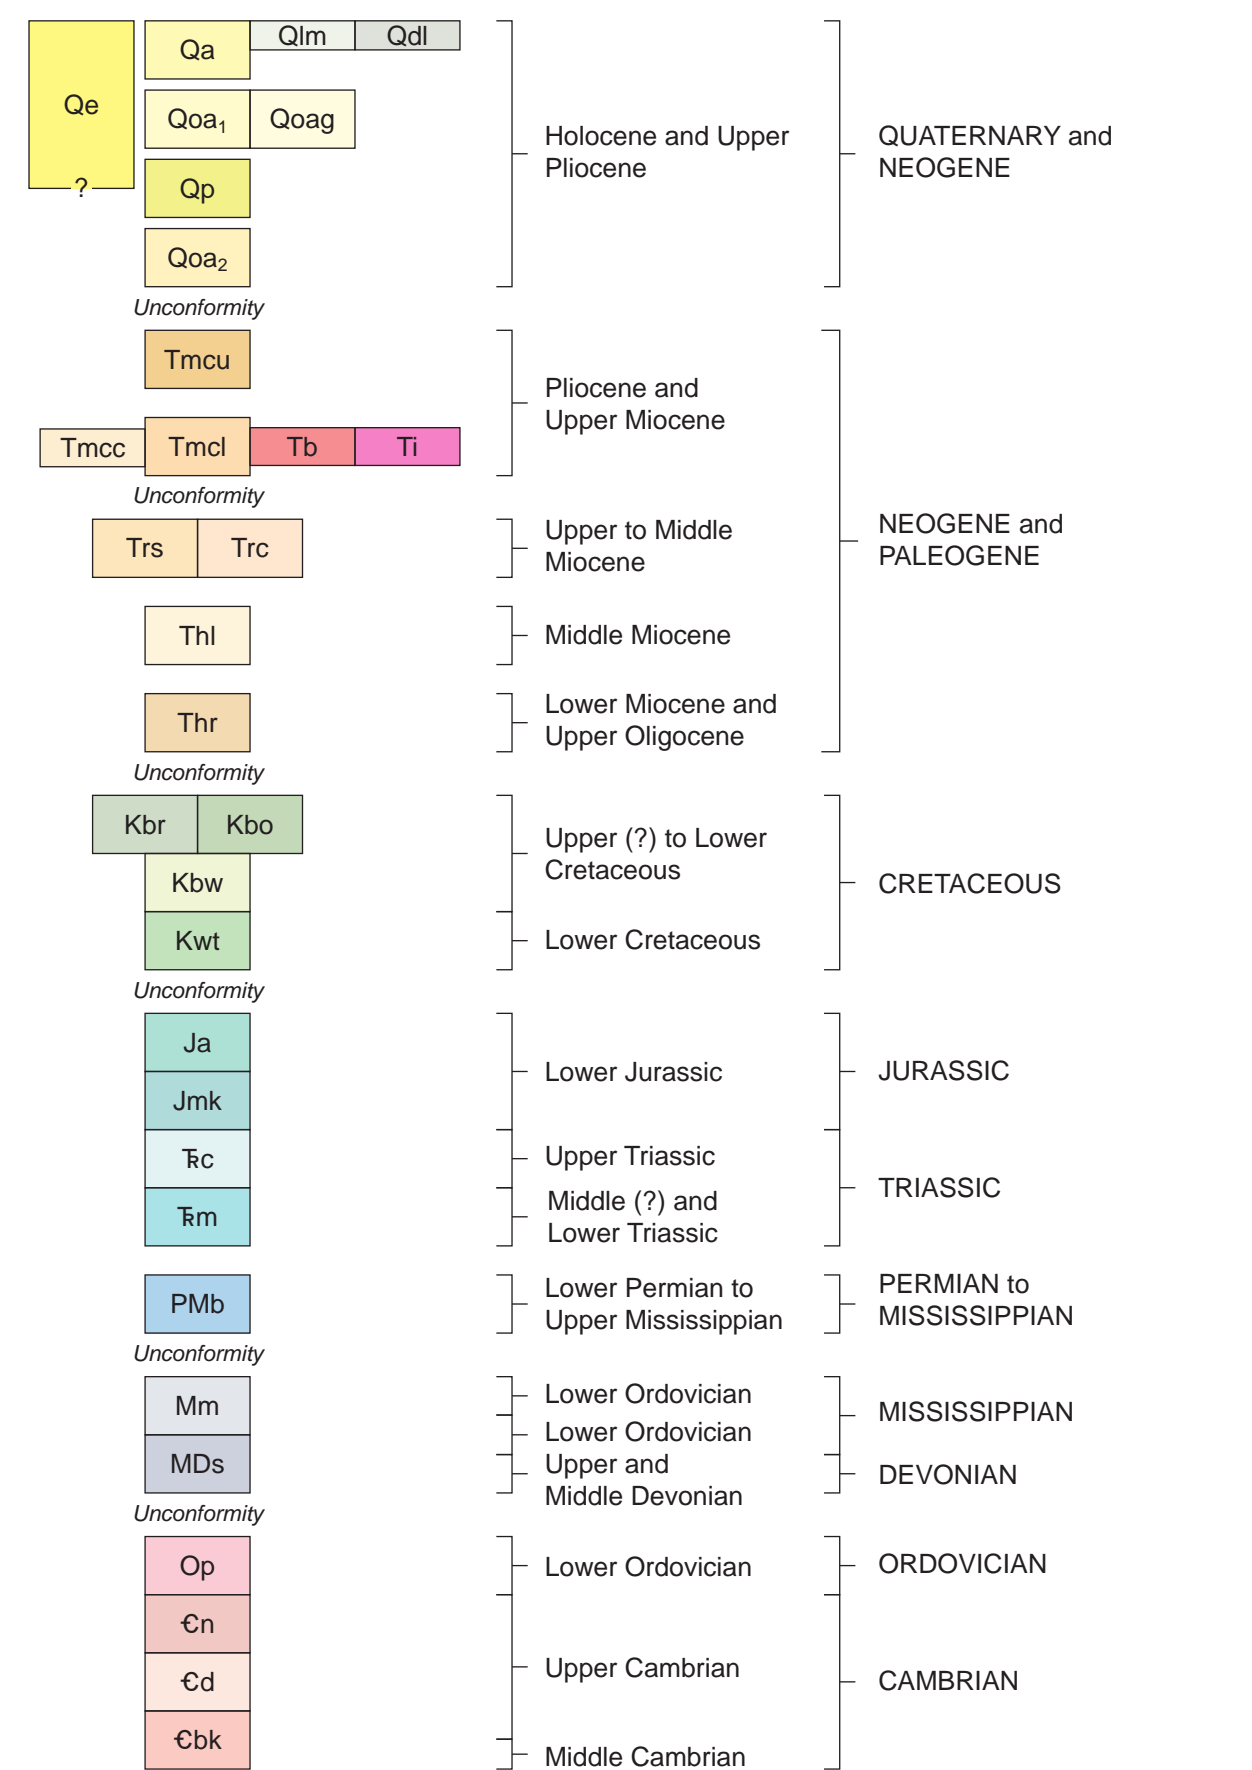 Qe
?
Qa
Qlm
Qdl
Qoa₁
Qoag
Qp
Qoa₂
Holocene and Upper
Pliocene
QUATERNARY and
NEOGENE
Unconformity
Tmcu
Tmcc
Tmcl
Tb
Ti
Pliocene and
Upper Miocene
Unconformity
Trs
Trc
Upper to Middle
Miocene
NEOGENE and
PALEOGENE
Thl
Middle Miocene
Thr
Lower Miocene and
Upper Oligocene
Unconformity
Kbr
Kbo
Kbw
Upper (?) to Lower
Cretaceous
CRETACEOUS
Kwt
Lower Cretaceous
Unconformity
Ja
Jmk
Lower Jurassic
JURASSIC
TRc
Upper Triassic
TRIASSIC
TRm
Middle (?) and
Lower Triassic
PMb
Lower Permian to
Upper Mississippian
PERMIAN to
MISSISSIPPIAN
Unconformity
Mm
Lower Ordovician
MISSISSIPPIAN
Lower Ordovician
MDs
Upper and
Middle Devonian
DEVONIAN
Unconformity
Op
Lower Ordovician
ORDOVICIAN
Єn
Єd
Upper Cambrian
CAMBRIAN
Єbk
Middle Cambrian